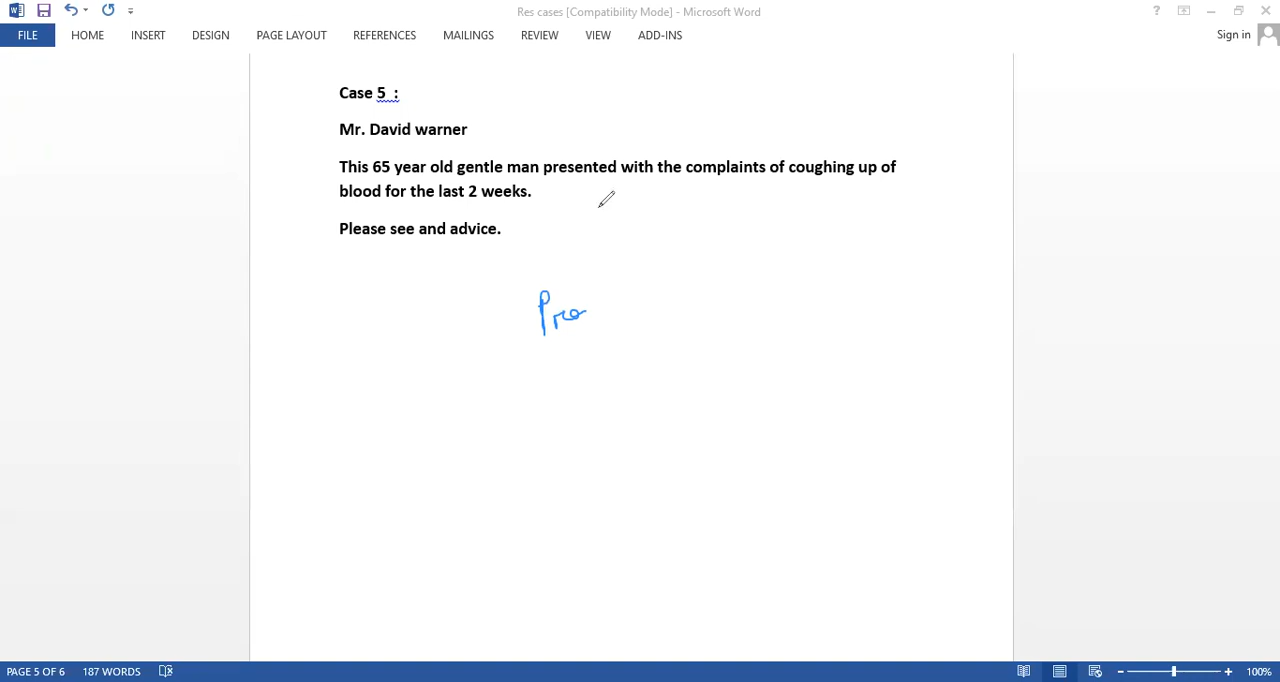 Res cases [Compatibility Mode] - Microsoft Word
FILE HOME INSERT DESIGN PAGE LAYOUT REFERENCES MAILINGS REVIEW VIEW ADD-INS Sign in
Case 5 :
Mr. David warner
This 65 year old gentle man presented with the complaints of coughing up of
blood for the last 2 weeks.
Please see and advice.
Pro
PAGE 5 OF 6 187 WORDS 100%